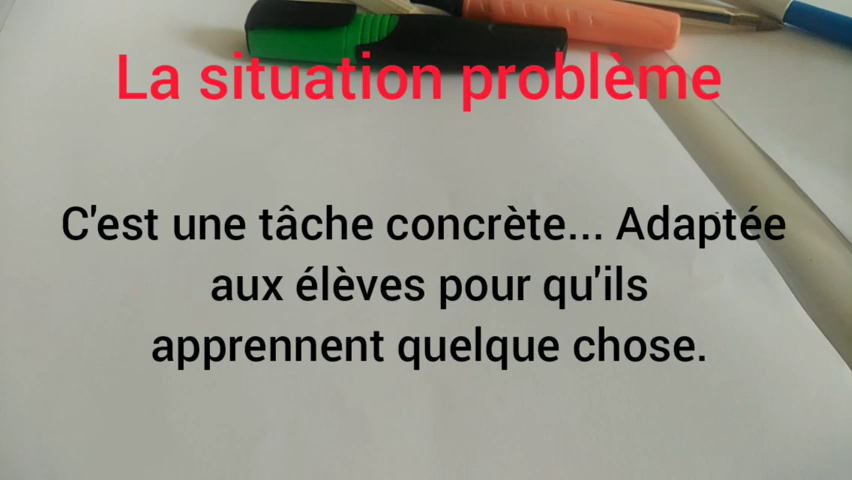 La situation problème
C'est une tâche concrète... Adaptée
aux élèves pour qu'ils
apprennent quelque chose.